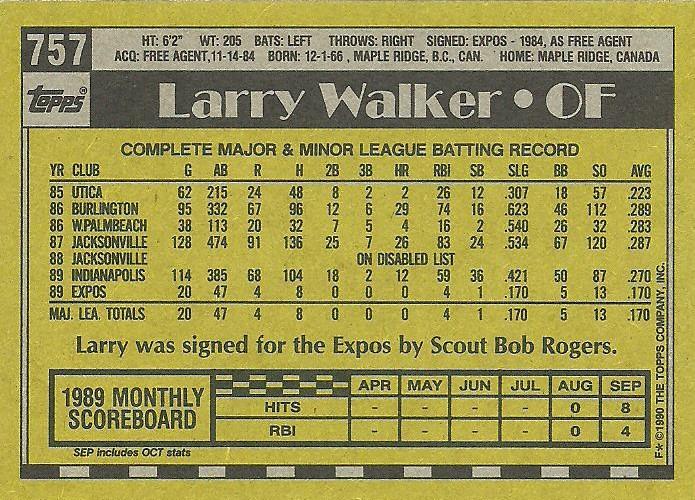 757
HT: 6'2" WT: 205 BATS: LEFT THROWS: RIGHT SIGNED: EXPOS - 1984, AS FREE AGENT
ACQ: FREE AGENT,11-14-84 BORN: 12-1-66 , MAPLE RIDGE, B.C., CAN. HOME: MAPLE RIDGE, CANADA
Topps®
Larry Walker • OF
COMPLETE MAJOR & MINOR LEAGUE BATTING RECORD
YR CLUB G AB R H 2B 3B HR RBI SB SLG BB SO AVG
85 UTICA 62 215 24 48 8 2 2 26 12 .307 18 57 .223
86 BURLINGTON 95 332 67 96 12 6 29 74 16 .623 46 112 .289
86 W.PALMBEACH 38 113 20 32 7 5 4 16 2 .540 26 32 .283
87 JACKSONVILLE 128 474 91 136 25 7 26 83 24 .534 67 120 .287
88 JACKSONVILLE ON DISABLED LIST
89 INDIANAPOLIS 114 385 68 104 18 2 12 59 36 .421 50 87 .270
89 EXPOS 20 47 4 8 0 0 0 4 1 .170 5 13 .170
MAJ. LEA. TOTALS 20 47 4 8 0 0 0 4 1 .170 5 13 .170
Larry was signed for the Expos by Scout Bob Rogers.
1989 MONTHLY
SCOREBOARD
APR MAY JUN JUL AUG SEP
HITS - - - - 0 8
RBI - - - - 0 4
SEP includes OCT stats
F* ©1990 THE TOPPS COMPANY, INC.